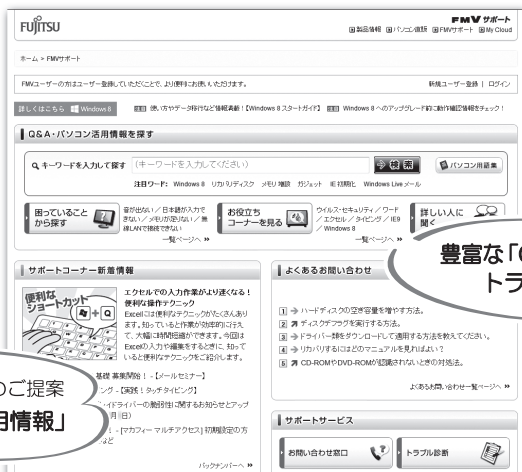 FUJITSU
FMVサポート
製品情報 パソコン直販 FMVサポート My Cloud
ホーム > FMVサポート
FMVユーザーの方はユーザー登録していただくことで、より便利にお使いいただけます。
新規ユーザー登録 | ログイン
詳しくはこちら Windows 8
使い方やデータ移行など情報満載！【Windows 8 スタートガイド】
Windows 8 へのアップグレード前に動作確認情報をチェック！
Q&A・パソコン活用情報を探す
キーワードを入力して探す
(キーワードを入力してください)
検索
パソコン用語集
注目ワード： Windows 8 リカバリディスク メモリ増設 ガジェット IE 初期化 Windows Live メール
困っていること
から探す
音が出ない / 日本語が入力で
きない / メモリが足りない / 無
線LANで接続できない
一覧ページへ
お役立ち
コーナーを見る
ウイルス・セキュリティ / ワード
/ エクセル / タイピング / IE9
/ Windows 8
一覧ページへ
詳しい人に
聞く
豊富な「
トラ
サポートコーナー新着情報
便利な
ショートカット
+ Q
エクセルでの入力作業がより速くなる！
便利な操作テクニック
Excelには便利なテクニックがたくさんあり
ます。知っていると作業が効率的に行え
て、大幅に時間短縮ができます。今回は
Excelの入力や編集をするときに、知って
いると便利なテクニックをご紹介します。
基礎 募集開始！ - 【メールセミナー】
ング - 【実践！タッチタイピング】
イドライバーの脆弱性に関するお知らせとアップ
月 日)
！ - [マカフィー マルチアクセス] 初期設定の方
など
バックナンバーへ
のご提案
用情報」
よくあるお問い合わせ
1 ハードディスクの空き容量を増やす方法。
2 ディスクデフラグを実行する方法。
3 ドライバー類をダウンロードして適用する方法を教えてください。
4 リカバリするにはどのマニュアルを見ればよい？
5 CD-ROMやDVD-ROMが認識されないときの対処法。
よくあるお問い合わせ一覧ページへ
サポートサービス
お問い合わせ窓口
トラブル診断